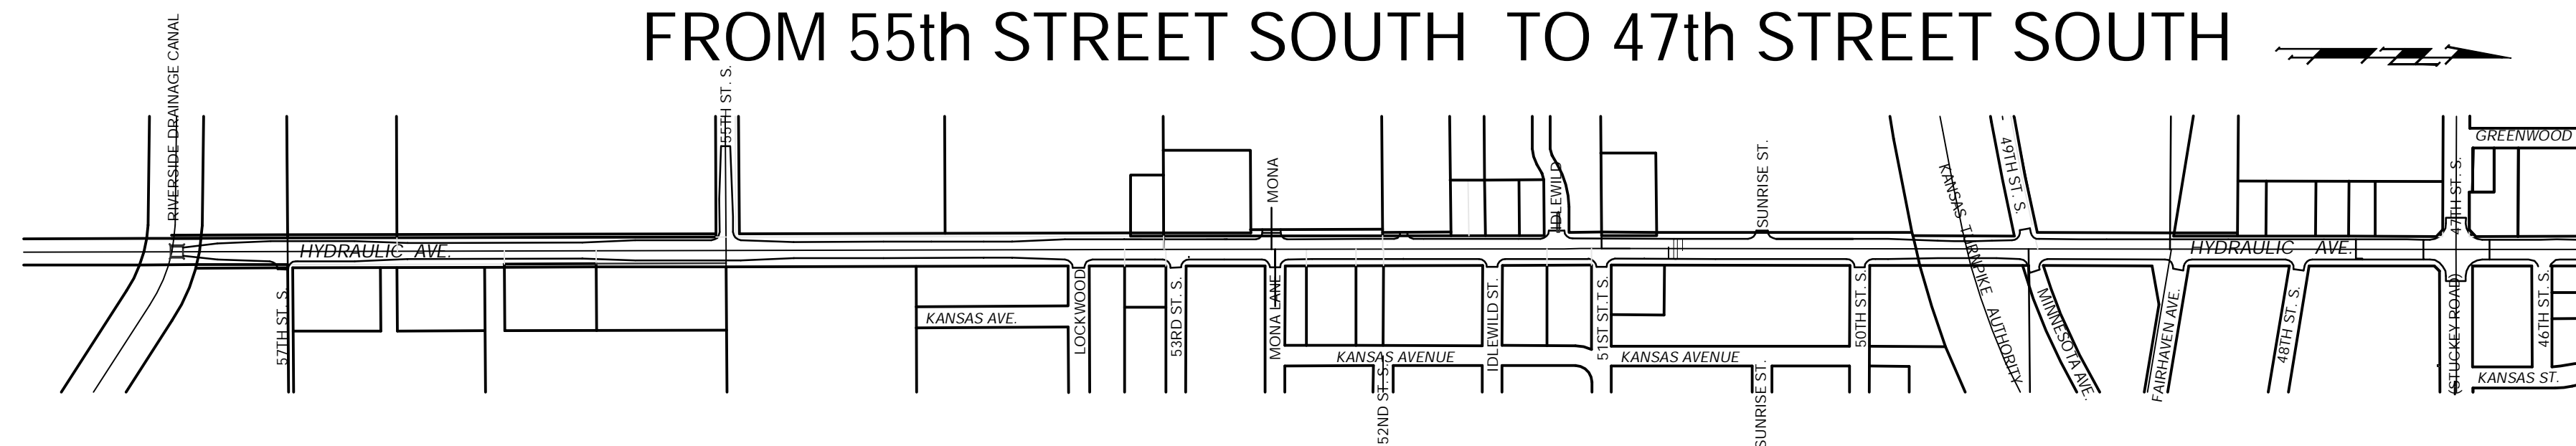 FROM 55th STREET SOUTH TO 47th STREET SOUTH
RIVERSIDE DRAINAGE CANAL
55TH ST. S.
GREENWOOD
MONA
IDLEWILD
SUNRISE ST.
KANSAS TURNPIKE AUTHORITY
49TH ST. S.
47TH ST. S.
HYDRAULIC AVE.
HYDRAULIC AVE.
57TH ST. S.
KANSAS AVE.
LOCKWOOD
53RD ST. S.
MONA LANE
KANSAS AVENUE
52ND ST. S.
IDLEWILD ST.
51ST ST.T S.
KANSAS AVENUE
SUNRISE ST.
50TH ST. S.
MINNESOTA AVE.
FAIRHAVEN AVE.
48TH ST. S.
(STUCKEY ROAD)
46TH ST. S.
KANSAS ST.